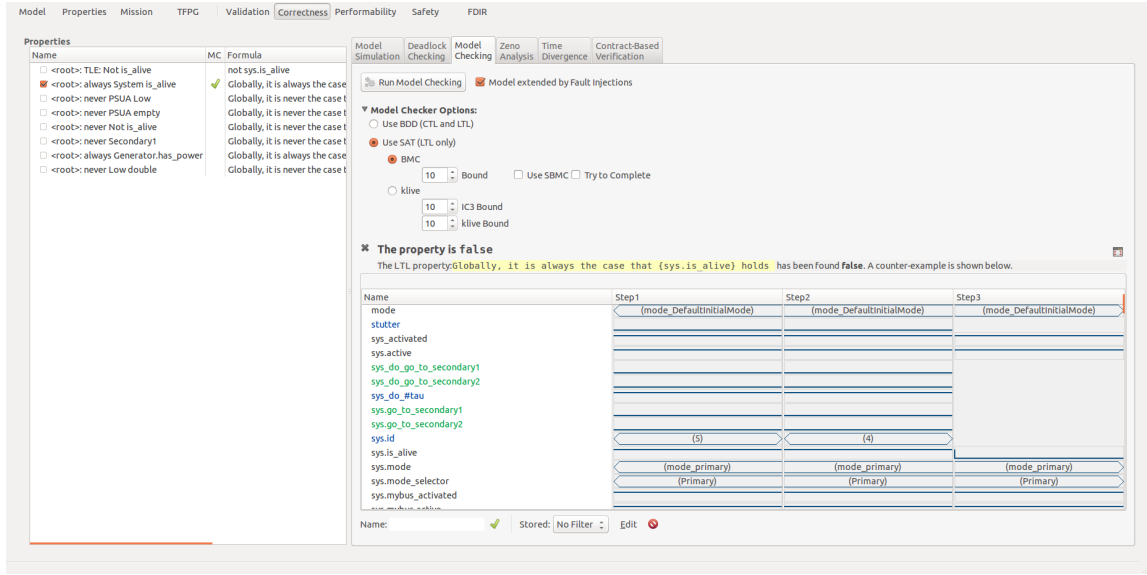 Model Properties Mission TFPG Validation Correctness Performability Safety FDIR
Properties
Name MC Formula
<root>: TLE: Not is_alive not sys.is_alive
<root>: always System is_alive Globally, it is always the case
<root>: never PSUA Low Globally, it is never the case t
<root>: never PSUA empty Globally, it is never the case t
<root>: never Not is_alive Globally, it is never the case t
<root>: never Secondary1 Globally, it is never the case t
<root>: always Generator.has_power Globally, it is always the case
<root>: never Low double Globally, it is never the case t
Model Simulation
Deadlock Checking
Model Checking
Zeno Analysis
Time Divergence
Contract-Based Verification
Run Model Checking Model extended by Fault Injections
Model Checker Options:
Use BDD (CTL and LTL)
Use SAT (LTL only)
BMC
10 Bound Use SBMC Try to Complete
klive
10 IC3 Bound
10 klive Bound
The property is false
The LTL property:Globally, it is always the case that {sys.is_alive} holds has been found false. A counter-example is shown below.
Name Step1 Step2 Step3
mode (mode_DefaultInitialMode) (mode_DefaultInitialMode) (mode_DefaultInitialMode)
stutter
sys_activated
sys.active
sys_do_go_to_secondary1
sys_do_go_to_secondary2
sys_do_#tau
sys.go_to_secondary1
sys.go_to_secondary2
sys.id (5) (4)
sys.is_alive
sys.mode (mode_primary) (mode_primary) (mode_primary)
sys.mode_selector (Primary) (Primary) (Primary)
sys.mybus_activated
sys.mybus.active
Name: Stored: No Filter Edit